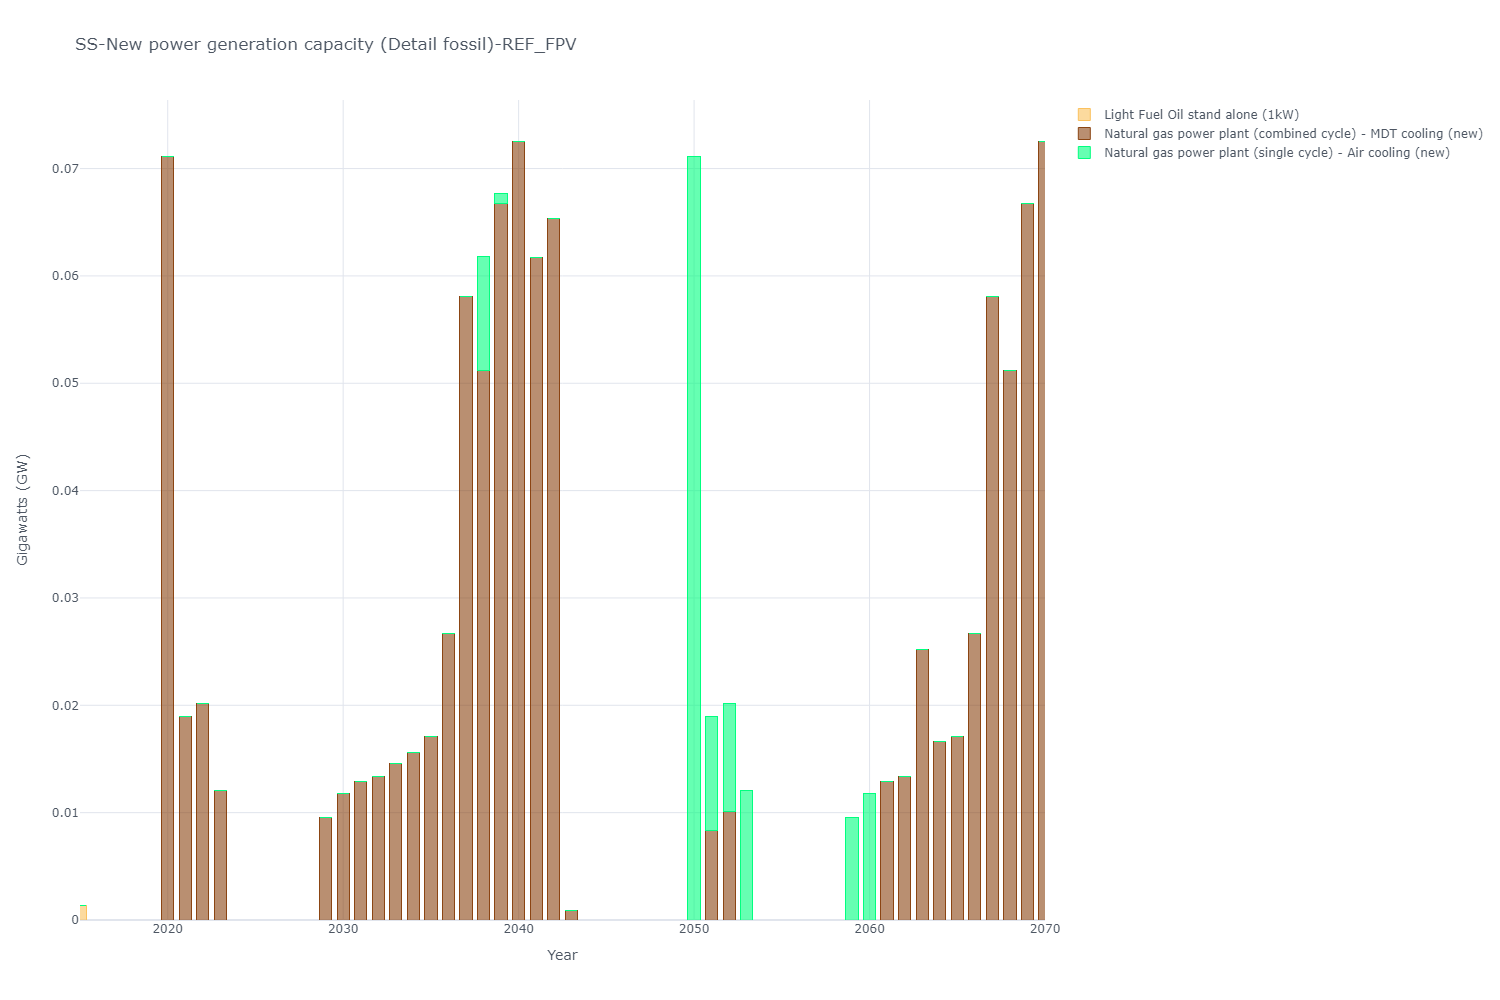 SS-New power generation capacity (Detail fossil)-REF_FPV
Light Fuel Oil stand alone (1kW)
Natural gas power plant (combined cycle) - MDT cooling (new)
Natural gas power plant (single cycle) - Air cooling (new)
0.07
0.06
0.05
0.04
0.03
0.02
0.01
0
Gigawatts (GW)
2020 2030 2040 2050 2060 2070
Year